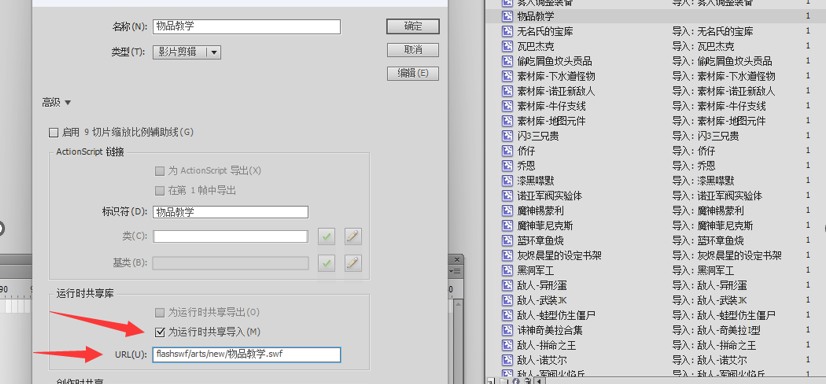 名称(N): 物品教学 确定
类型(T): 影片剪辑 取消
编辑(E)
高级
启用 9 切片缩放比例辅助线(G)
ActionScript 链接
为 ActionScript 导出(X)
在第 1 帧中导出
标识符(D): 物品教学
类(C):
基类(B):
运行时共享库
为运行时共享导出(O)
为运行时共享导入(M)
URL(U): flashswf/arts/new/物品教学.swf
90
物品教学 1
无名氏的宝库 导入: 无名氏的宝库 1
瓦巴杰克 导入: 瓦巴杰克 1
偷吃屑鱼坟头贡品 导入: 偷吃屑鱼坟头贡品 1
素材库-下水道怪物 导入: 素材库-下水道怪物 1
素材库-诺亚新敌人 导入: 素材库-诺亚新敌人 1
素材库-牛仔支线 导入: 素材库-牛仔支线 1
素材库-地图元件 导入: 素材库-地图元件 1
闪3三兄贵 导入: 闪3三兄贵 1
侨仔 导入: 侨仔 1
乔恩 导入: 乔恩 1
漆黑噤默 导入: 漆黑噤默 1
诺亚军阀实验体 导入: 诺亚军阀实验体 1
魔神锡蒙利 导入: 魔神锡蒙利 1
魔神菲尼克斯 导入: 魔神菲尼克斯 1
蓝环章鱼烧 导入: 蓝环章鱼烧 1
灰烬晨星的设定书架 导入: 灰烬晨星的设定书架 1
黑洞军工 导入: 黑洞军工 1
敌人-异形蛋 导入: 敌人-异形蛋 1
敌人-武装JK 导入: 敌人-武装JK 1
敌人-蛙型仿生僵尸 导入: 敌人-蛙型仿生僵尸 1
诛神奇美拉合集 导入: 敌人-奇美拉I型 1
敌人-拼命之王 导入: 敌人-拼命之王 1
敌人-诺艾尔 导入: 敌人-诺艾尔 1